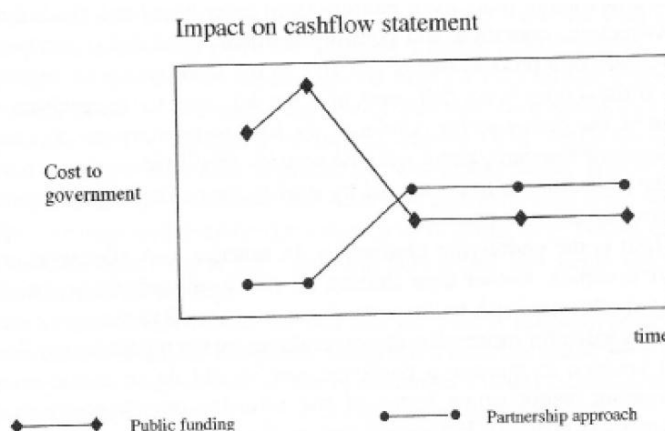 Impact on cashflow statement
Cost to
government
time
Public funding
Partnership approach